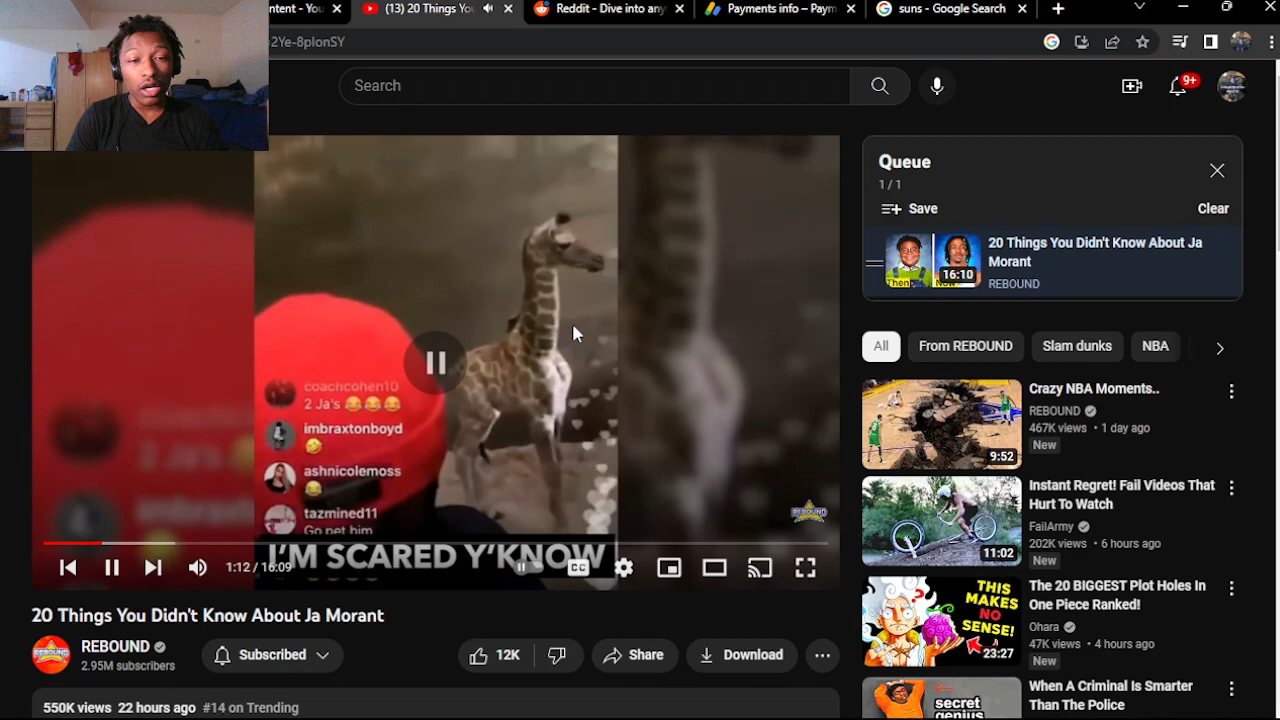 ntent - You
(13) 20 Things You
Reddit - Dive into any
Payments info – Paym
suns - Google Search
2Ye-8plonSY
Search
9+
coachcohen10
2 Ja's 😂😂😂
imbraxtonboyd
🤣
ashnicolemoss
😂
tazmined11
Go pet him
REBOUND
I'M SCARED Y'KNOW
1:12 / 16:09
CC
20 Things You Didn't Know About Ja Morant
REBOUND
2.95M subscribers
Subscribed
12K
Share
Download
550K views 22 hours ago #14 on Trending
Queue
1 / 1
Save
Clear
Then
Now
16:10
20 Things You Didn't Know About Ja
Morant
REBOUND
All
From REBOUND
Slam dunks
NBA
9:52
Crazy NBA Moments..
REBOUND
467K views • 1 day ago
New
11:02
Instant Regret! Fail Videos That
Hurt To Watch
FailArmy
202K views • 6 hours ago
New
THIS
MAKES
NO
SENSE!
23:27
The 20 BIGGEST Plot Holes In
One Piece Ranked!
Ohara
47K views • 4 hours ago
New
secret
genius
When A Criminal Is Smarter
Than The Police